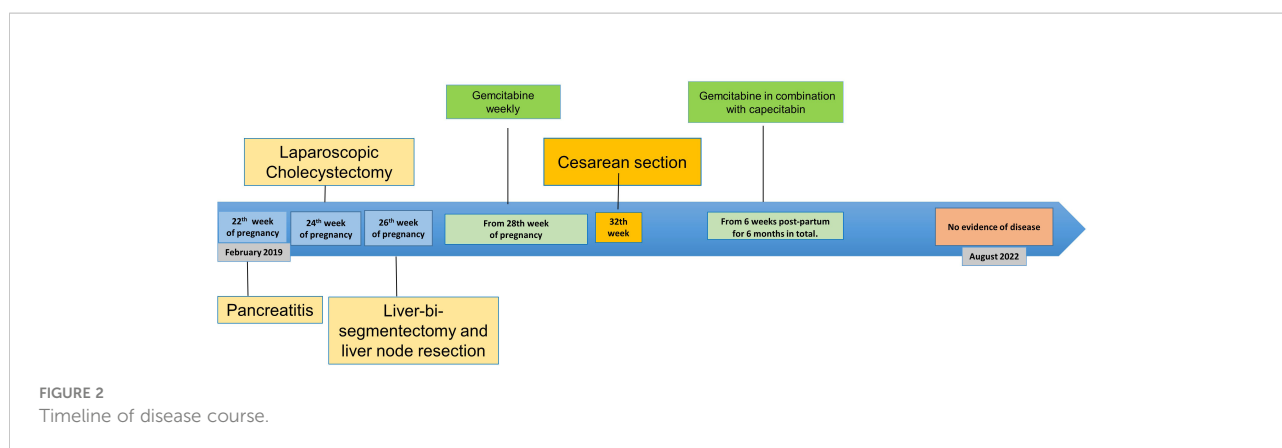 Gemcitabine
weekly
Gemcitabine in combination
with capecitabin
Laparoscopic
Cholecystectomy
Cesarean section
22th week
of pregnancy
24th week
of pregnancy
26th week of
pregnancy
From 28th week
of pregnancy
32th
week
From 6 weeks post-partum
for 6 months in total.
No evidence of disease
February 2019
August 2022
Pancreatitis
Liver-bi-
segmentectomy and
liver node resection
FIGURE 2
Timeline of disease course.